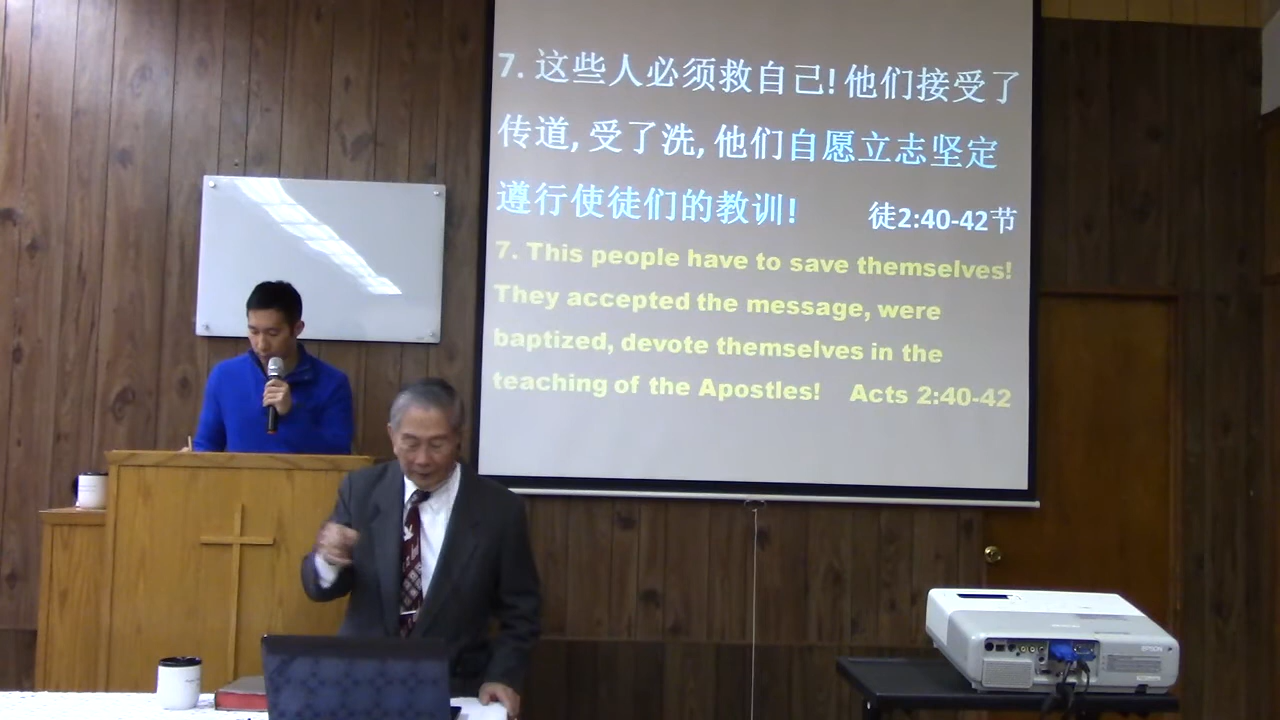 7. 这些人必须救自己! 他们接受了
传道, 受了洗, 他们自愿立志坚定
遵行使徒们的教训! 徒2:40-42节
7. This people have to save themselves!
They accepted the message, were
baptized, devote themselves in the
teaching of the Apostles! Acts 2:40-42
EPSON